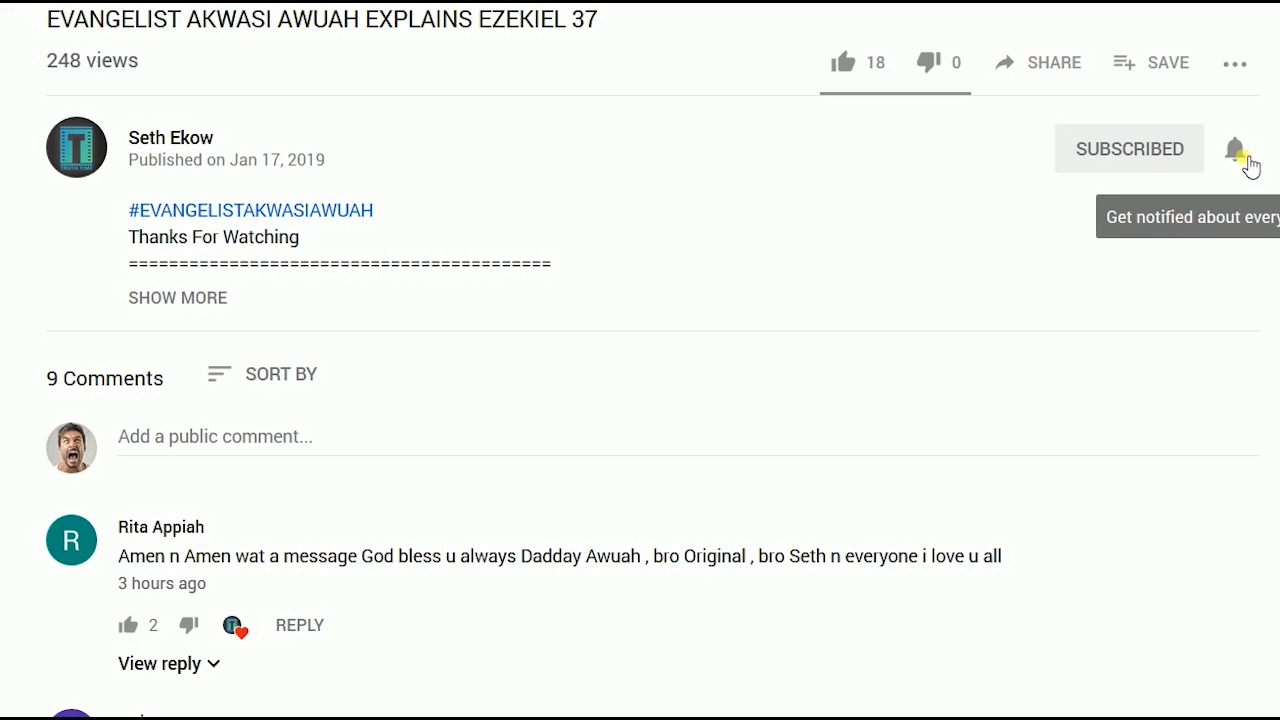 EVANGELIST AKWASI AWUAH EXPLAINS EZEKIEL 37
248 views
18 0 SHARE SAVE
T
Seth Ekow
Published on Jan 17, 2019
SUBSCRIBED
#EVANGELISTAKWASIAWUAH
Get notified about every
Thanks For Watching
==========================================
SHOW MORE
9 Comments SORT BY
Add a public comment...
R
Rita Appiah
Amen n Amen wat a message God bless u always Dadday Awuah , bro Original , bro Seth n everyone i love u all
3 hours ago
2 REPLY
View reply